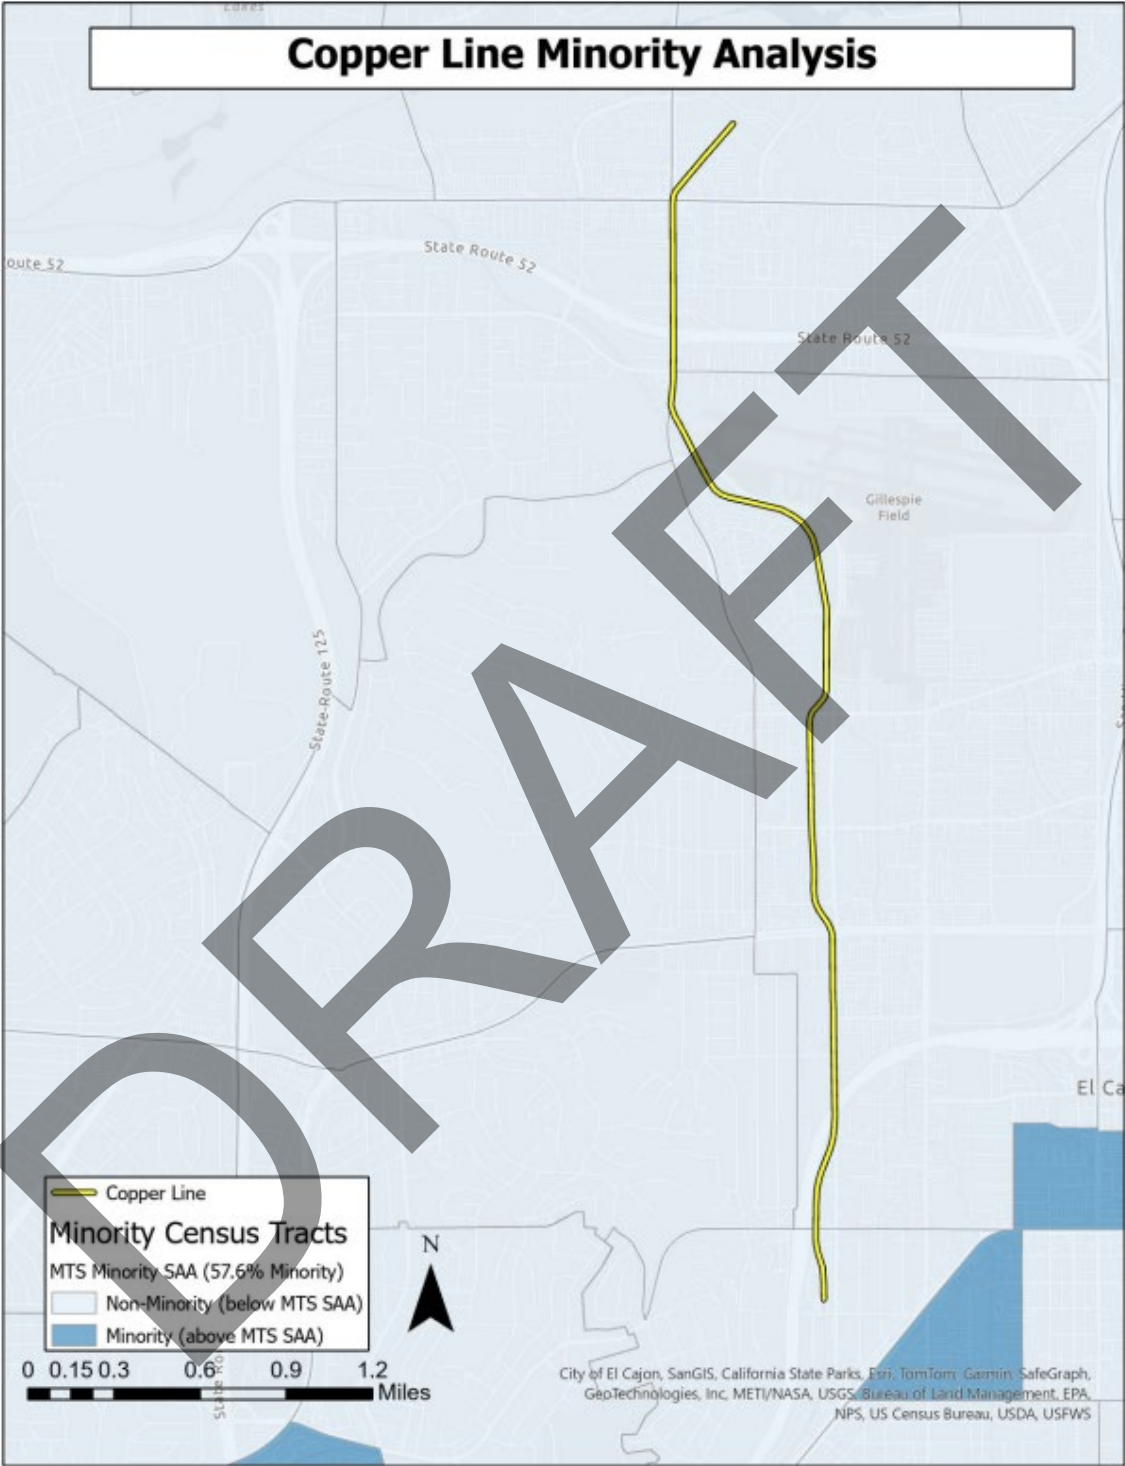 Lakes
Copper Line Minority Analysis
State Route 52
oute 52
State Route 52
Gillespie
Field
State Route 125
El Ca
Copper Line
Minority Census Tracts
MTS Minority SAA (57.6% Minority)
Non-Minority (below MTS SAA)
Minority (above MTS SAA)
N
0 0.15 0.3 0.6 0.9 1.2
Miles
State Ro
City of El Cajon, SanGIS, California State Parks, Esri, TomTom, Garmin, SafeGraph,
GeoTechnologies, Inc, METI/NASA, USGS, Bureau of Land Management, EPA,
NPS, US Census Bureau, USDA, USFWS
DRAFT